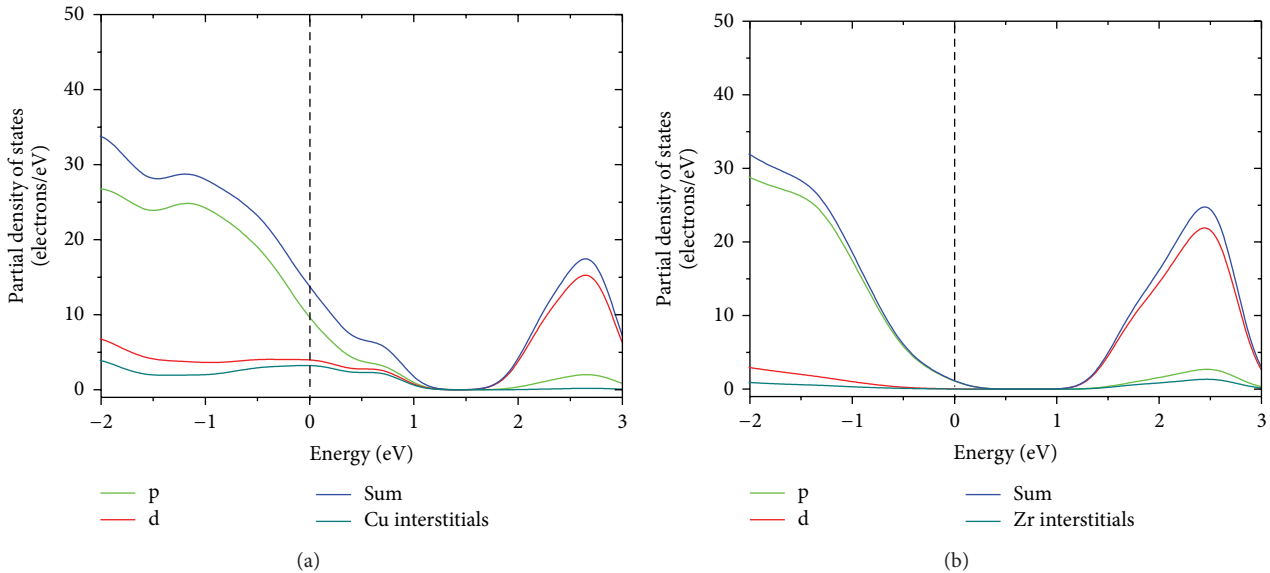 50
40
30
20
10
0
Partial density of states
(electrons/eV)
−2
−1
0
1
2
3
Energy (eV)
p
d
Sum
Cu interstitials
(a)
50
40
30
20
10
0
Partial density of states
(electrons/eV)
−2
−1
0
1
2
3
Energy (eV)
p
d
Sum
Zr interstitials
(b)